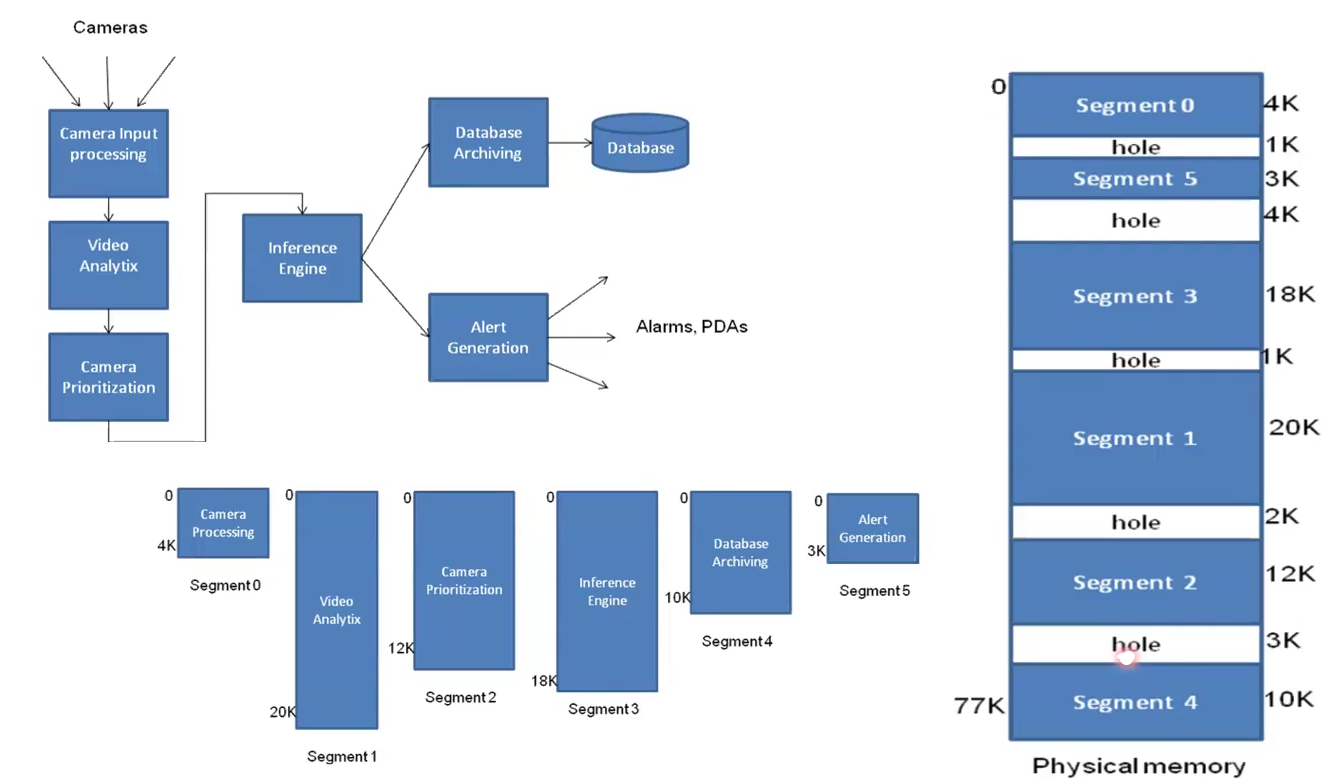 Cameras
Camera Input
processing
Video
Analytix
Camera
Prioritization
Inference
Engine
Database
Archiving
Database
Alert
Generation
Alarms, PDAs
0
4K
Camera
Processing
Segment 0
0
20K
Video
Analytix
Segment 1
0
12K
Camera
Prioritization
Segment 2
0
18K
Inference
Engine
Segment 3
0
10K
Database
Archiving
Segment 4
0
3K
Alert
Generation
Segment 5
0
Segment 0 4K
hole 1K
Segment 5 3K
hole 4K
Segment 3 18K
hole 1K
Segment 1 20K
hole 2K
Segment 2 12K
hole 3K
77K Segment 4 10K
Physical memory